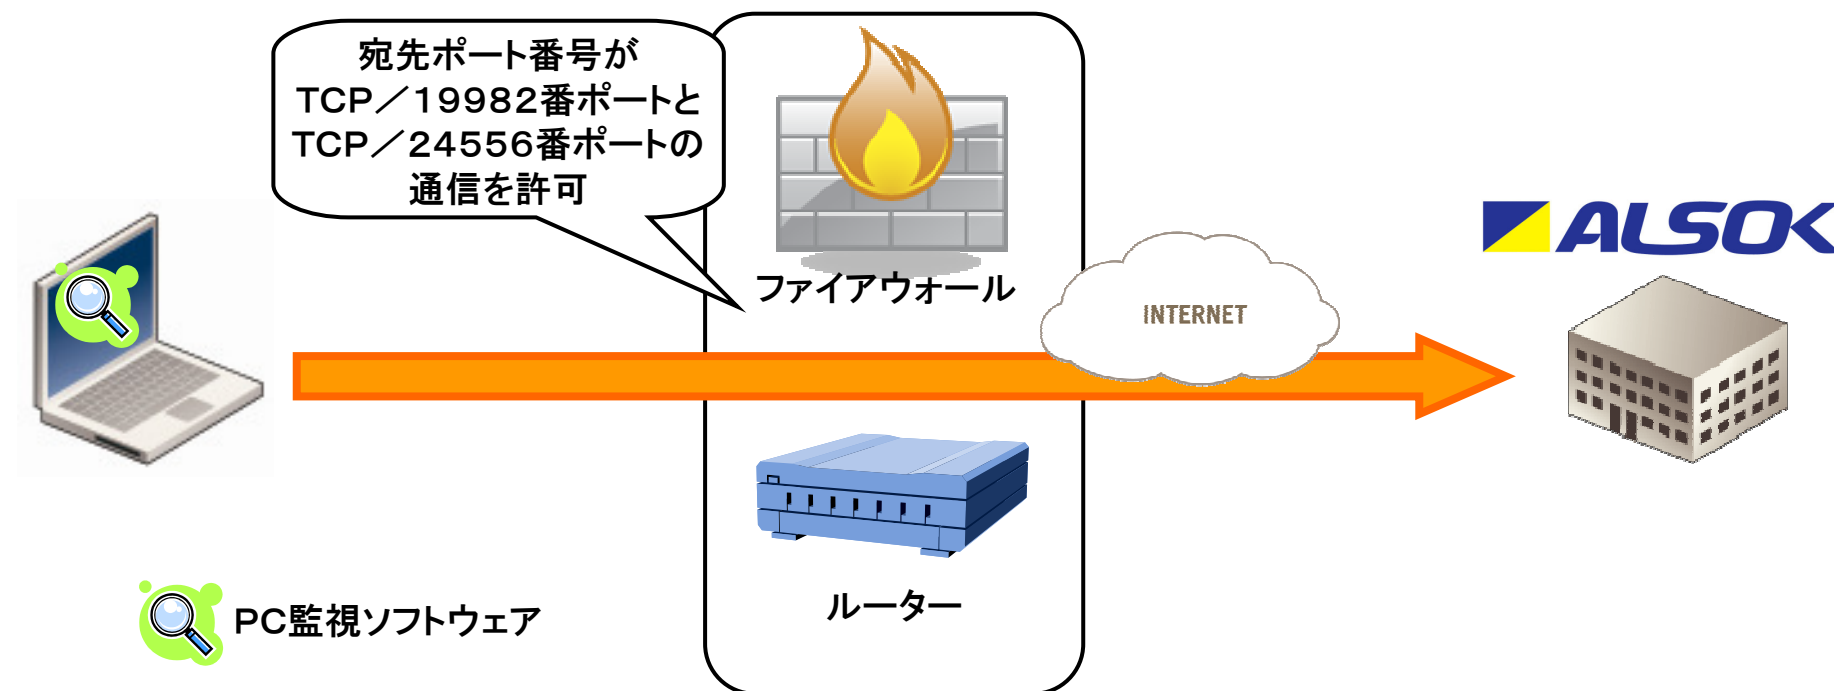 宛先ポート番号が
TCP／19982番ポートと
TCP／24556番ポートの
通信を許可
ファイアウォール
INTERNET
ALSOK
ルーター
PC監視ソフトウェア